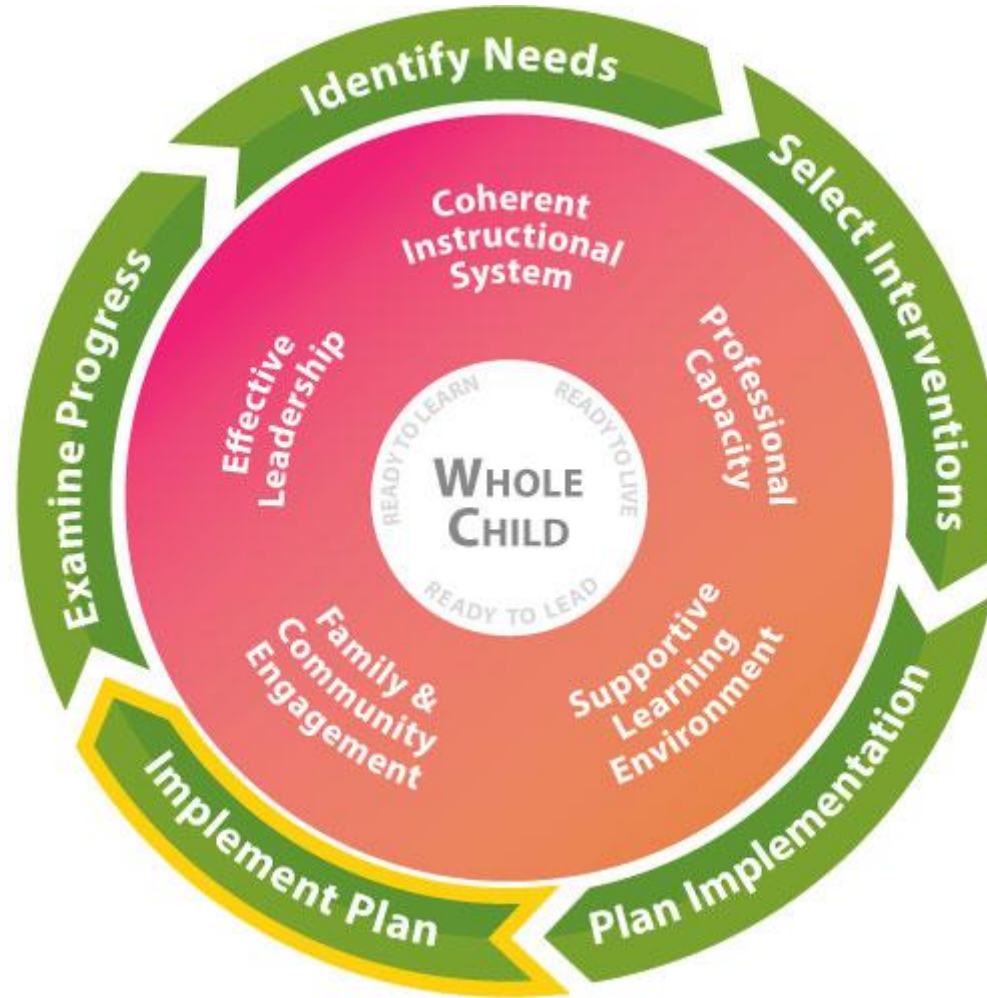 Identify Needs
Select Interventions
Plan Implementation
Implement Plan
Examine Progress
Coherent
Instructional
System
Professional
Capacity
Supportive
Learning
Environment
Family &
Community
Engagement
Effective
Leadership
READY TO LEARN
READY TO LIVE
READY TO LEAD
WHOLE
CHILD